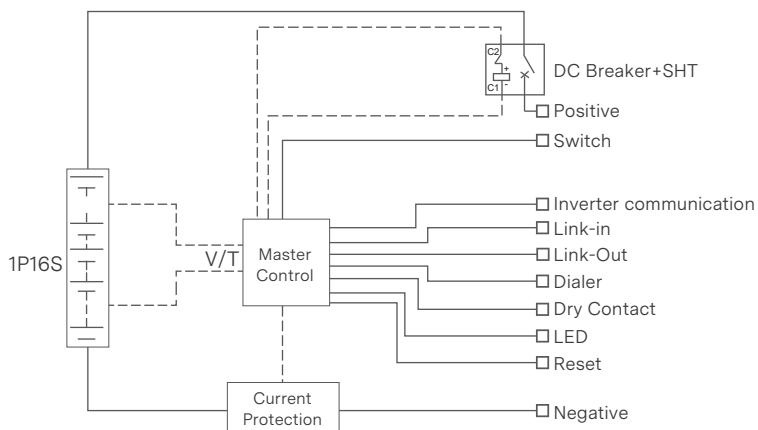 C2
+
-
C1
DC Breaker+SHT
Positive
Switch
Inverter communication
Link-in
Link-Out
Dialer
Dry Contact
LED
Reset
1P16S
V/T
Master
Control
Current
Protection
Negative